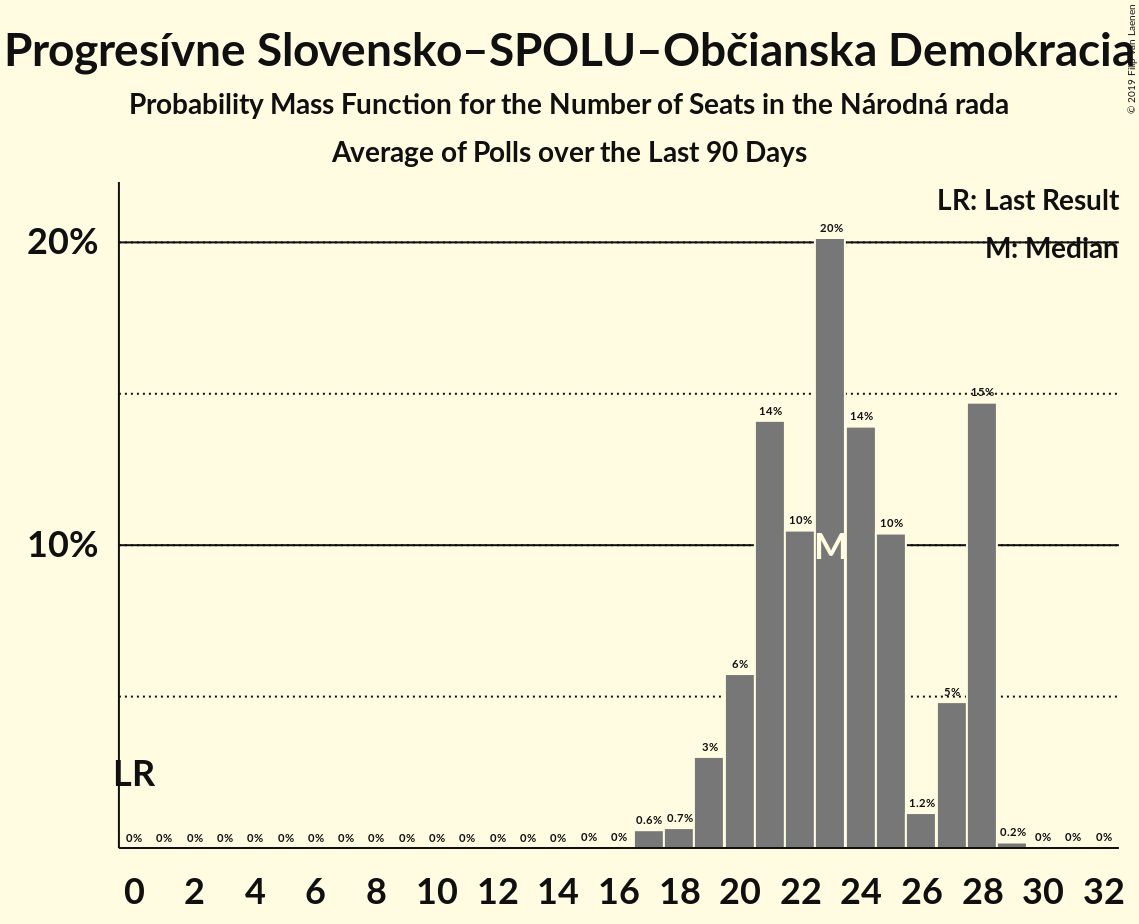 Progresívne Slovensko–SPOLU–Občianska Demokracia
© 2019 Filip van Laenen
Probability Mass Function for the Number of Seats in the Národná rada
Average of Polls over the Last 90 Days
LR: Last Result
M: Median
20%
10%
20%
15%
14%
14%
10%
10%
M
6%
5%
3%
LR
1.2%
0.6% 0.7%
0.2%
0% 0% 0% 0% 0% 0% 0% 0% 0% 0% 0% 0% 0% 0% 0% 0% 0% 0% 0% 0%
0 2 4 6 8 10 12 14 16 18 20 22 24 26 28 30 32